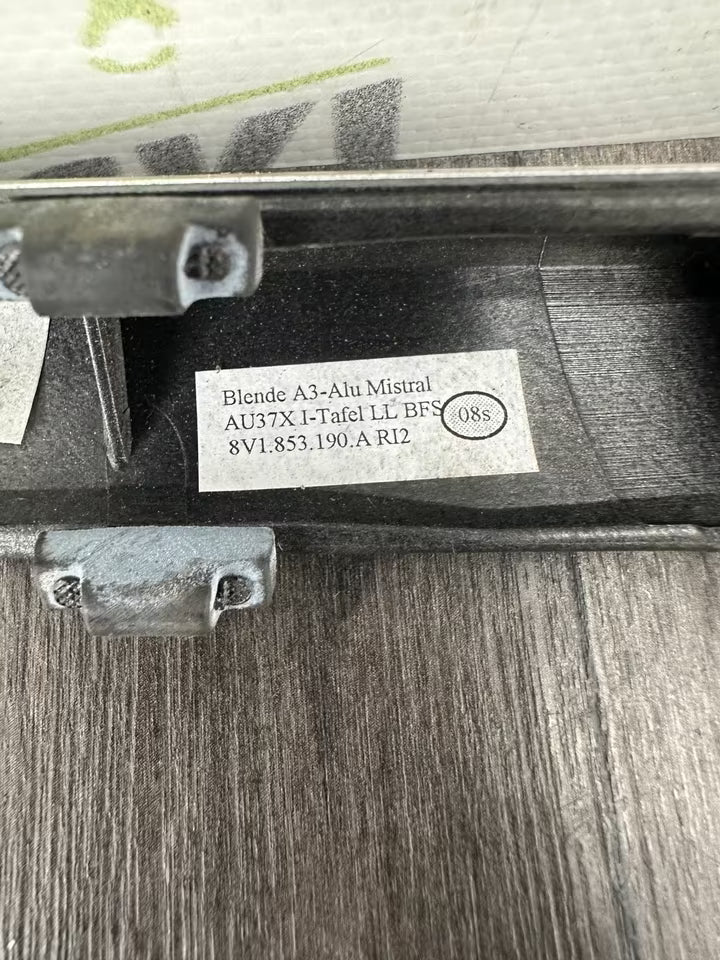 Blende A3-Alu Mistral
AU37X I-Tafel LL BFS 08s
8V1.853.190.A RI2